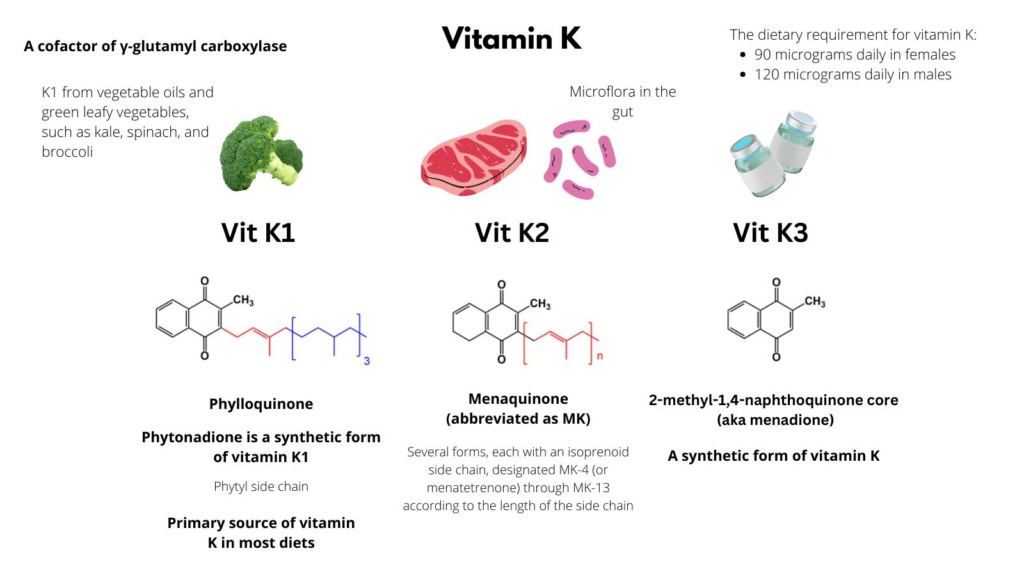 Vitamin K
A cofactor of γ-glutamyl carboxylase
The dietary requirement for vitamin K:
• 90 micrograms daily in females
• 120 micrograms daily in males
K1 from vegetable oils and
green leafy vegetables,
such as kale, spinach, and
broccoli
Microflora in the
gut
Vit K1
Vit K2
Vit K3
O
CH3
O
3
O
CH3
O
n
O
CH3
O
Phylloquinone
Phytonadione is a synthetic form
of vitamin K1
Phytyl side chain
Primary source of vitamin
K in most diets
Menaquinone
(abbreviated as MK)
Several forms, each with an isoprenoid
side chain, designated MK-4 (or
menatetrenone) through MK-13
according to the length of the side chain
2-methyl-1,4-naphthoquinone core
(aka menadione)
A synthetic form of vitamin K